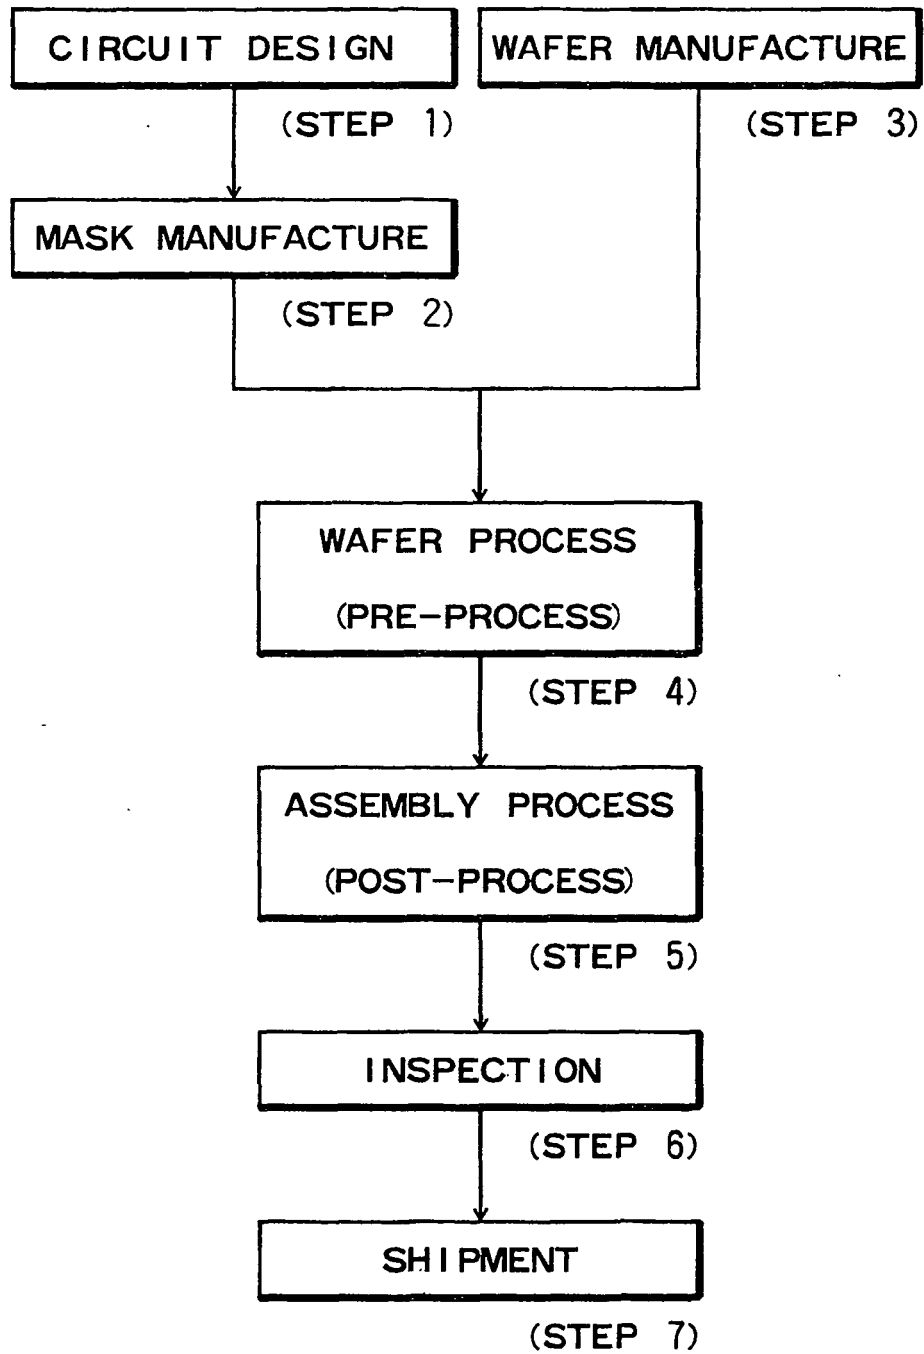 CIRCUIT DESIGN
(STEP 1)
MASK MANUFACTURE
(STEP 2)
WAFER MANUFACTURE
(STEP 3)
WAFER PROCESS
(PRE-PROCESS)
(STEP 4)
ASSEMBLY PROCESS
(POST-PROCESS)
(STEP 5)
INSPECTION
(STEP 6)
SHIPMENT
(STEP 7)